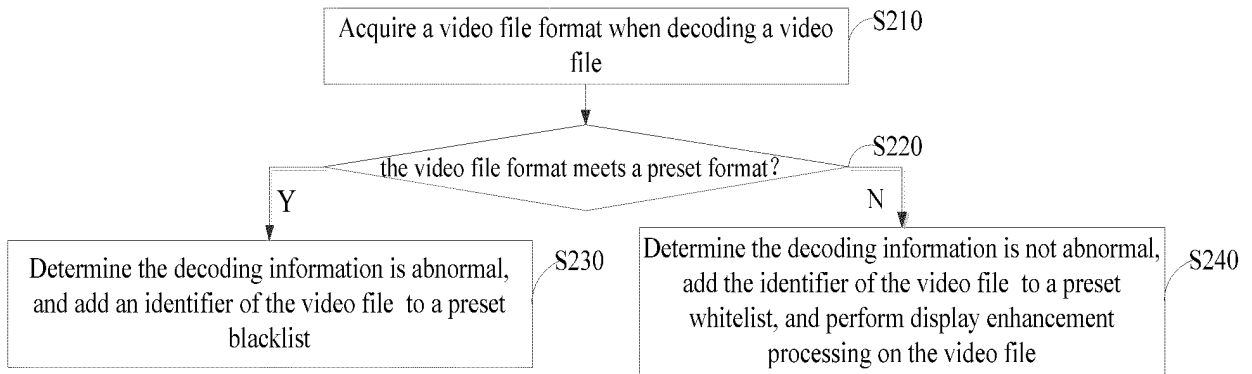 Acquire a video file format when decoding a video
file
S210
the video file format meets a preset format?
S220
Y
N
Determine the decoding information is abnormal,
and add an identifier of the video file to a preset
blacklist
S230
Determine the decoding information is not abnormal,
add the identifier of the video file to a preset
whitelist, and perform display enhancement
processing on the video file
S240